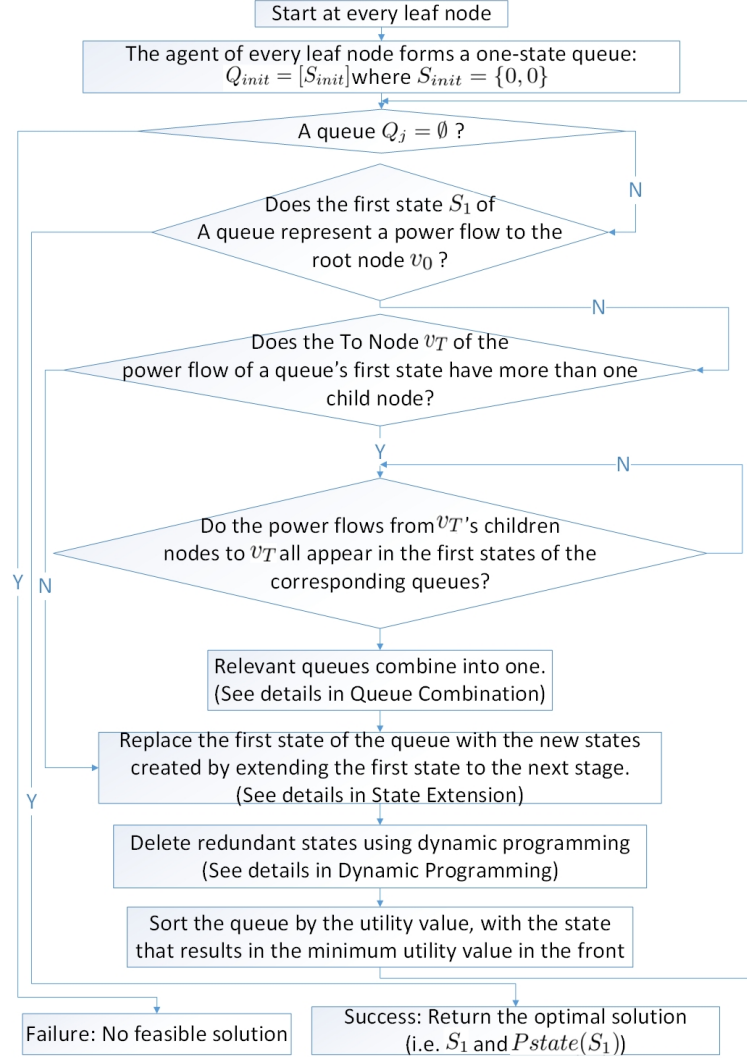 Start at every leaf node
The agent of every leaf node forms a one-state queue:
$Q_{init} = [S_{init}]$ where $S_{init} = \{0, 0\}$
A queue $Q_j = \emptyset$ ?
N
Does the first state $S_1$ of
A queue represent a power flow to the
root node $v_0$ ?
N
Does the To Node $v_T$ of the
power flow of a queue's first state have more than one
child node?
Y
N
Do the power flows from $v_T$'s children
nodes to $v_T$ all appear in the first states of the
corresponding queues?
Y N
Relevant queues combine into one.
(See details in Queue Combination)
Replace the first state of the queue with the new states
created by extending the first state to the next stage.
(See details in State Extension)
Y
Delete redundant states using dynamic programming
(See details in Dynamic Programming)
Sort the queue by the utility value, with the state
that results in the minimum utility value in the front
Failure: No feasible solution
Success: Return the optimal solution
(i.e. $S_1$ and $Pstate(S_1)$)